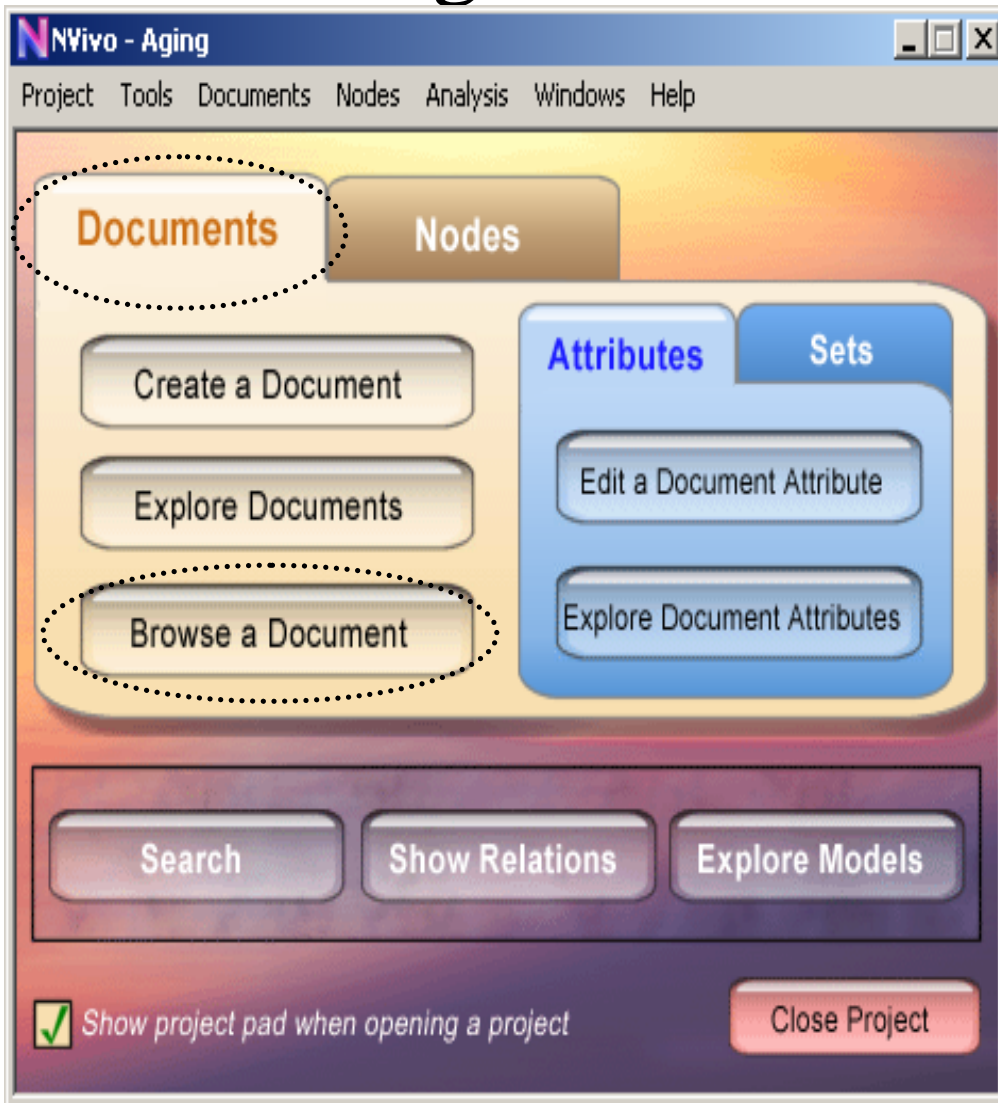 NVivo - Aging
Project Tools Documents Nodes Analysis Windows Help
Documents Nodes
Attributes Sets
Create a Document
Edit a Document Attribute
Explore Documents
Explore Document Attributes
Browse a Document
Search Show Relations Explore Models
Show project pad when opening a project
Close Project